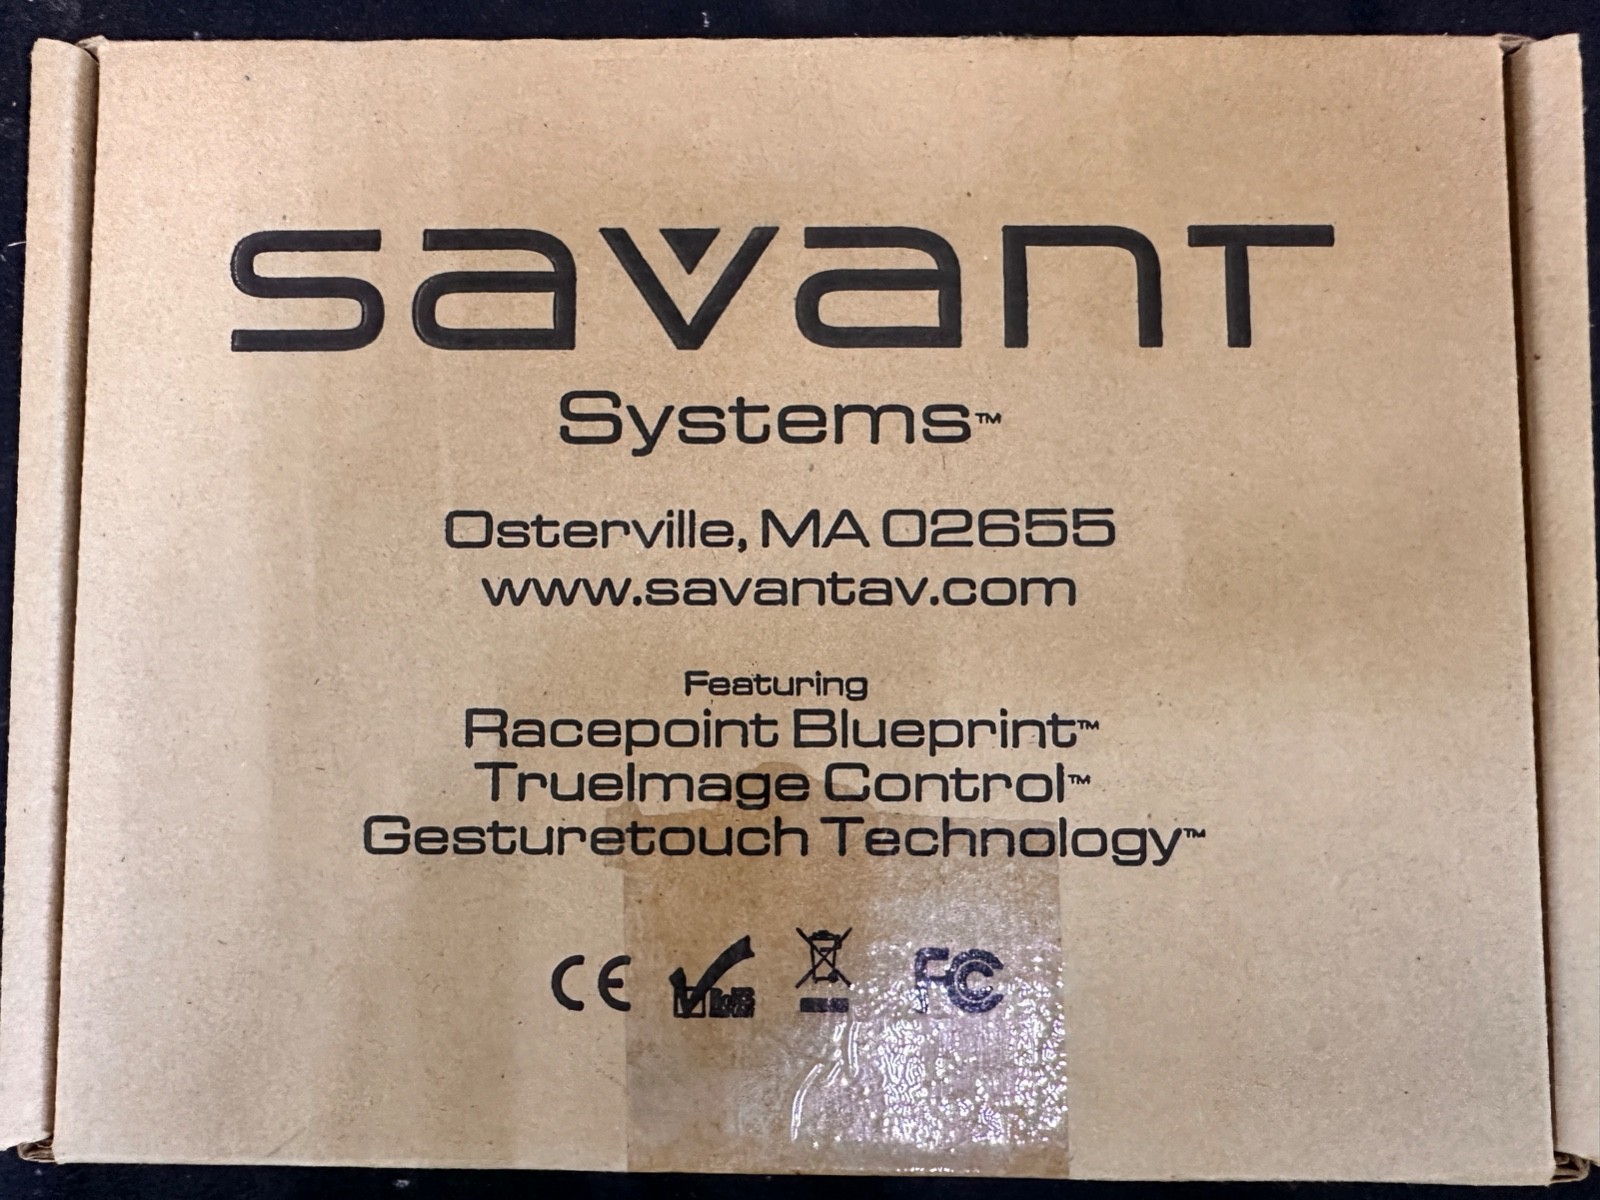 savant
Systems™
Osterville, MA 02655
www.savantav.com
Featuring
Racepoint Blueprint™
TrueImage Control™
Gesturetouch Technology™
CE FC